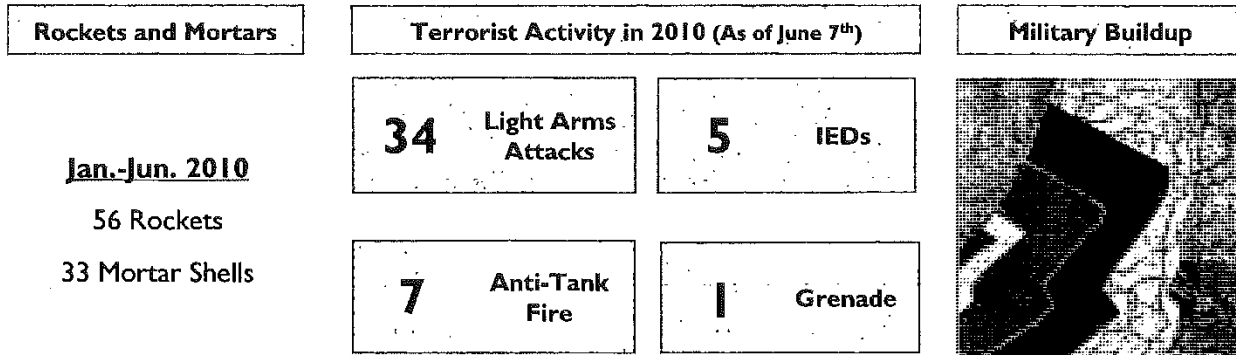 Rockets and Mortars
Jan.-Jun. 2010
56 Rockets
33 Mortar Shells
Terrorist Activity in 2010 (As of June 7th)
34 Light Arms
Attacks
5 IEDs
7 Anti-Tank
Fire
1 Grenade
Military Buildup